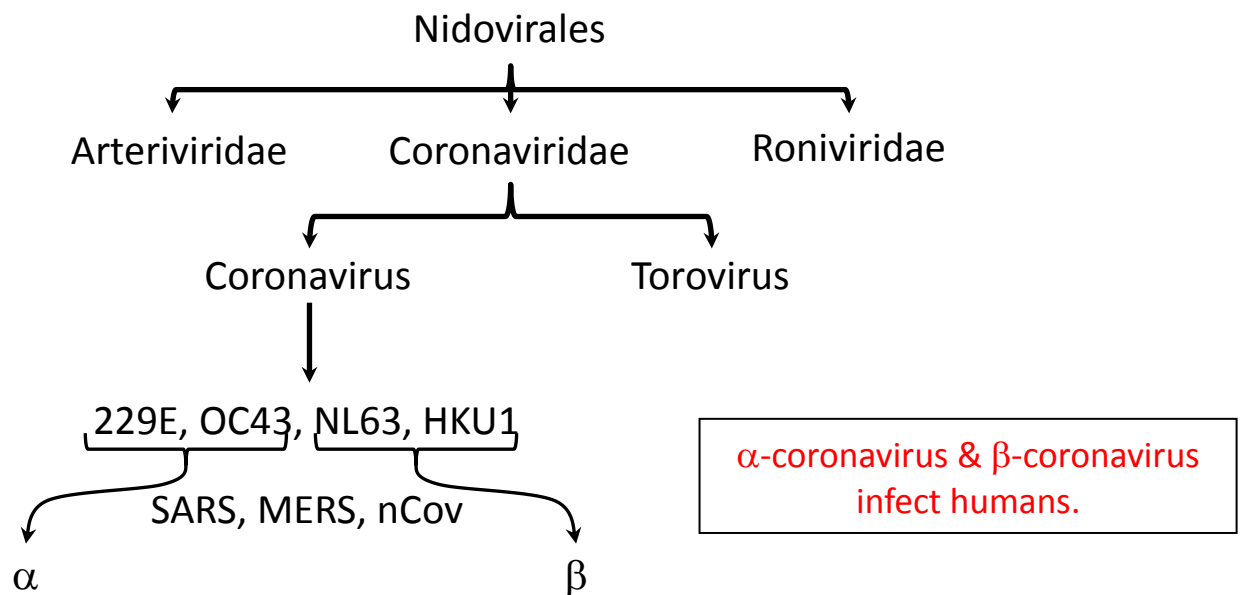 Nidovirales
Arteriviridae Coronaviridae Roniviridae
Coronavirus Torovirus
229E, OC43, NL63, HKU1
SARS, MERS, nCov
α β
α-coronavirus & β-coronavirus
infect humans.